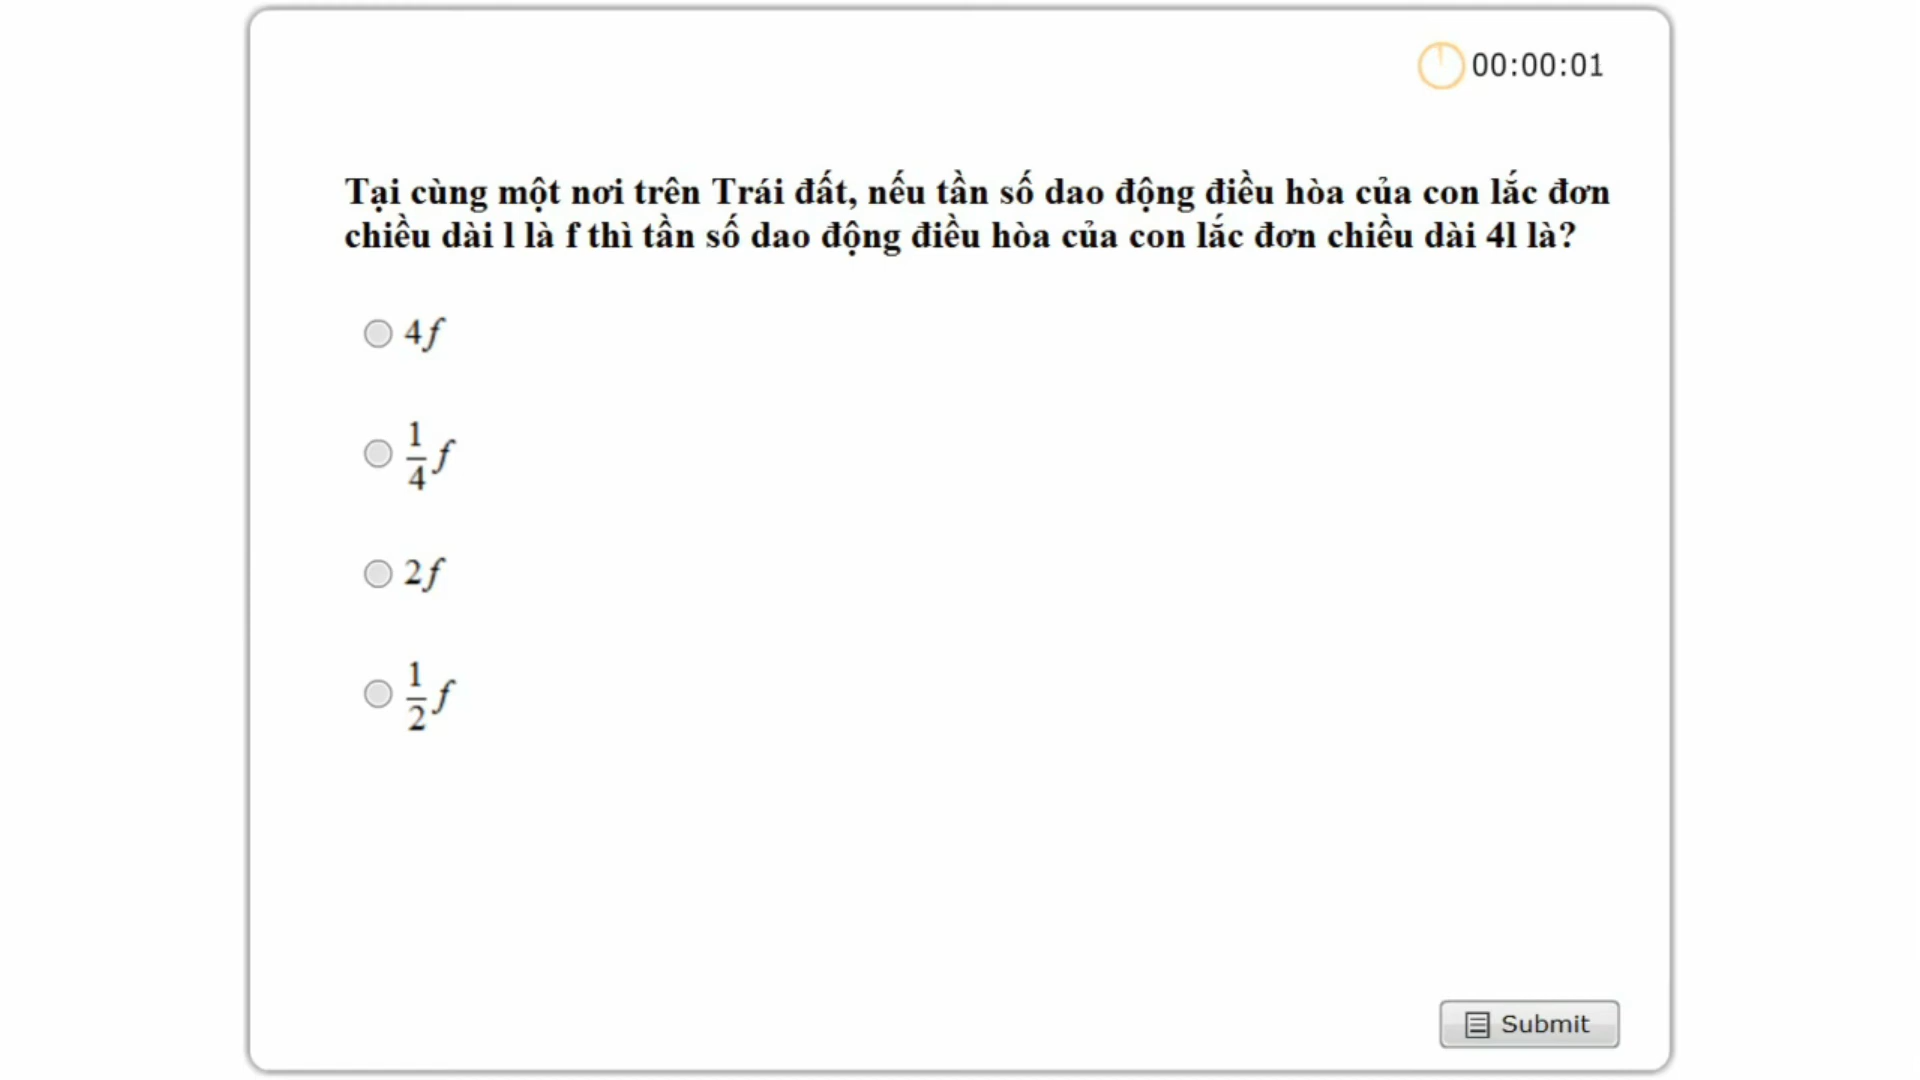 00:00:01
Tại cùng một nơi trên Trái đất, nếu tần số dao động điều hòa của con lắc đơn
chiều dài l là f thì tần số dao động điều hòa của con lắc đơn chiều dài 4l là?
4f
1/4 f
2f
1/2 f
Submit